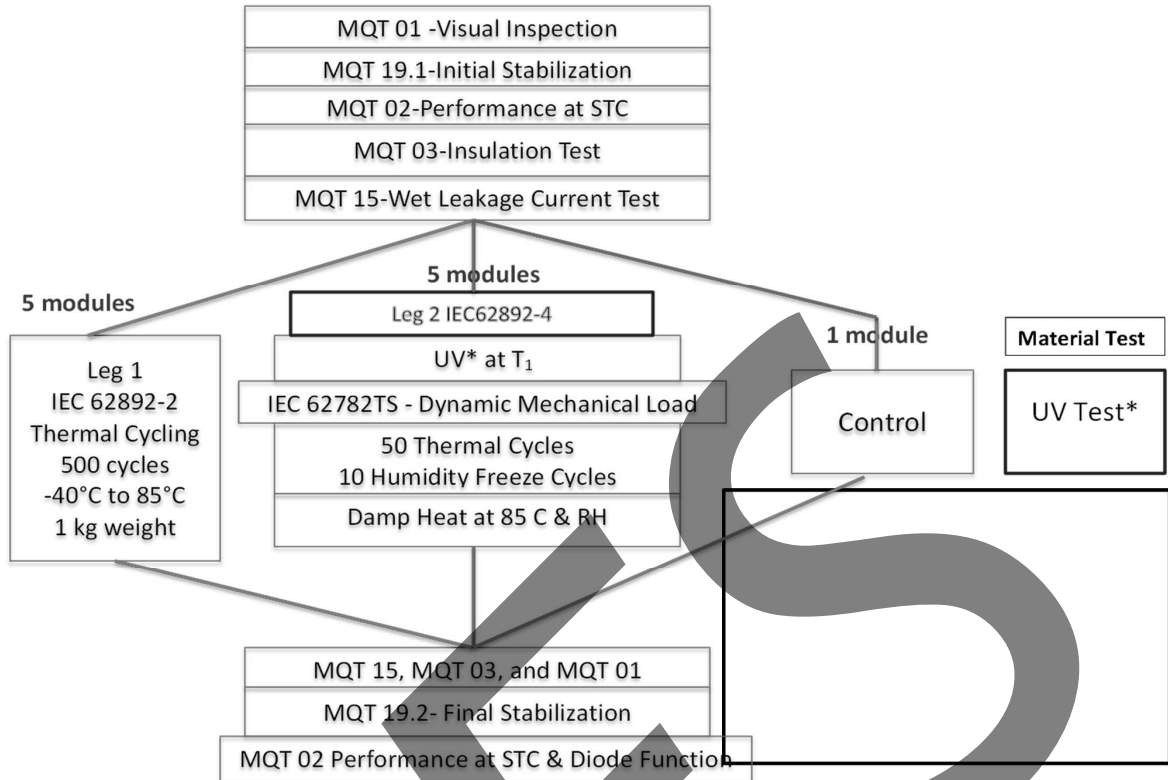 MQT 01 -Visual Inspection
MQT 19.1-Initial Stabilization
MQT 02-Performance at STC
MQT 03-Insulation Test
MQT 15-Wet Leakage Current Test
5 modules
Leg 1
IEC 62892-2
Thermal Cycling
500 cycles
-40°C to 85°C
1 kg weight
5 modules
Leg 2 IEC62892-4
UV* at T₁
IEC 62782TS - Dynamic Mechanical Load
50 Thermal Cycles
10 Humidity Freeze Cycles
Damp Heat at 85 C & RH
1 module
Control
Material Test
UV Test*
MQT 15, MQT 03, and MQT 01
MQT 19.2- Final Stabilization
MQT 02 Performance at STC & Diode Function